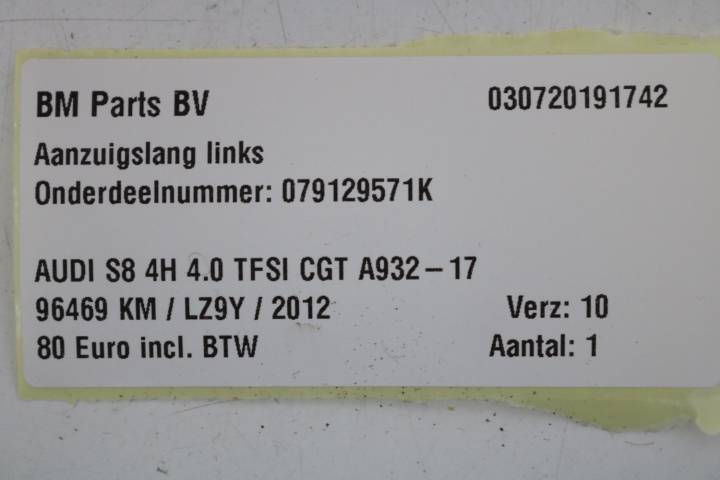 BM Parts BV 030720191742
Aanzuigslang links
Onderdeelnummer: 079129571K
AUDI S8 4H 4.0 TFSI CGT A932-17
96469 KM / LZ9Y / 2012 Verz: 10
80 Euro incl. BTW Aantal: 1